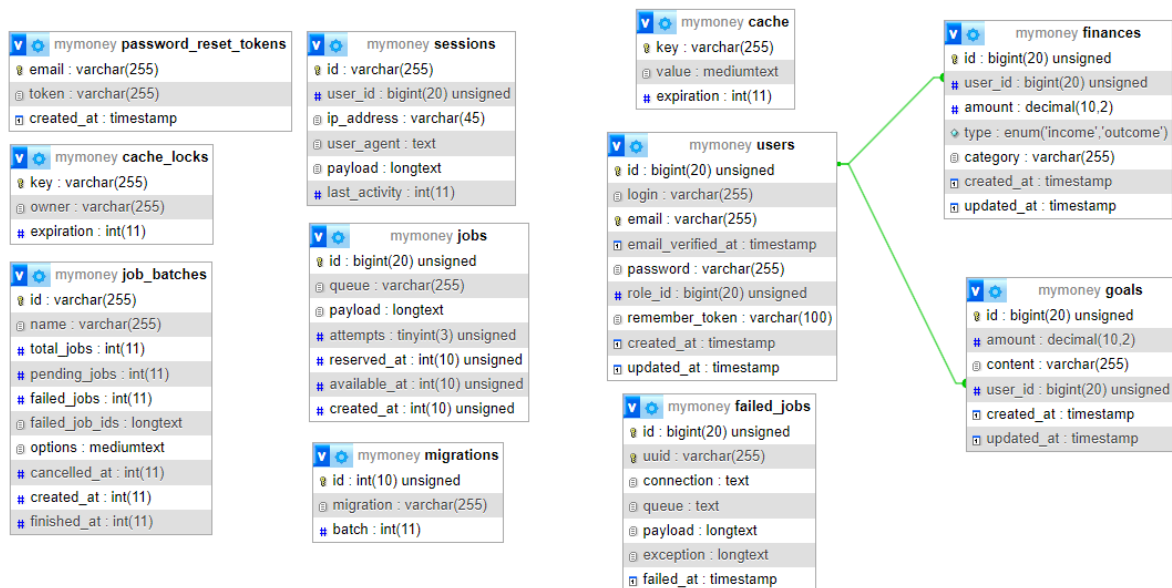 mymoney password_reset_tokens
email : varchar(255)
token : varchar(255)
created_at : timestamp
mymoney cache_locks
key : varchar(255)
owner : varchar(255)
expiration : int(11)
mymoney job_batches
id : varchar(255)
name : varchar(255)
total_jobs : int(11)
pending_jobs : int(11)
failed_jobs : int(11)
failed_job_ids : longtext
options : mediumtext
cancelled_at : int(11)
created_at : int(11)
finished_at : int(11)
mymoney sessions
id : varchar(255)
user_id : bigint(20) unsigned
ip_address : varchar(45)
user_agent : text
payload : longtext
last_activity : int(11)
mymoney jobs
id : bigint(20) unsigned
queue : varchar(255)
payload : longtext
attempts : tinyint(3) unsigned
reserved_at : int(10) unsigned
available_at : int(10) unsigned
created_at : int(10) unsigned
mymoney migrations
id : int(10) unsigned
migration : varchar(255)
batch : int(11)
mymoney cache
key : varchar(255)
value : mediumtext
expiration : int(11)
mymoney users
id : bigint(20) unsigned
login : varchar(255)
email : varchar(255)
email_verified_at : timestamp
password : varchar(255)
role_id : bigint(20) unsigned
remember_token : varchar(100)
created_at : timestamp
updated_at : timestamp
mymoney failed_jobs
id : bigint(20) unsigned
uuid : varchar(255)
connection : text
queue : text
payload : longtext
exception : longtext
failed_at : timestamp
mymoney finances
id : bigint(20) unsigned
user_id : bigint(20) unsigned
amount : decimal(10,2)
type : enum('income','outcome')
category : varchar(255)
created_at : timestamp
updated_at : timestamp
mymoney goals
id : bigint(20) unsigned
amount : decimal(10,2)
content : varchar(255)
user_id : bigint(20) unsigned
created_at : timestamp
updated_at : timestamp